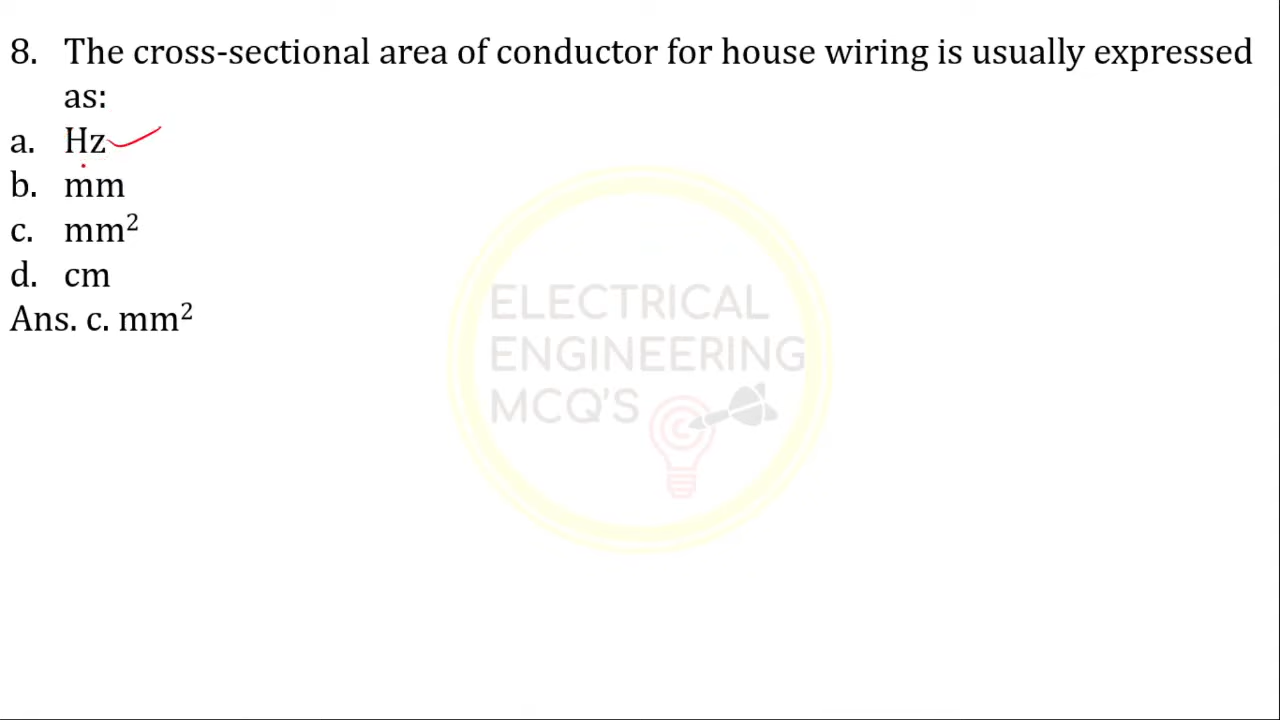 8. The cross-sectional area of conductor for house wiring is usually expressed
as:
a. Hz
b. mm
c. mm²
d. cm
Ans. c. mm²
ELECTRICAL
ENGINEERING
MCQ'S